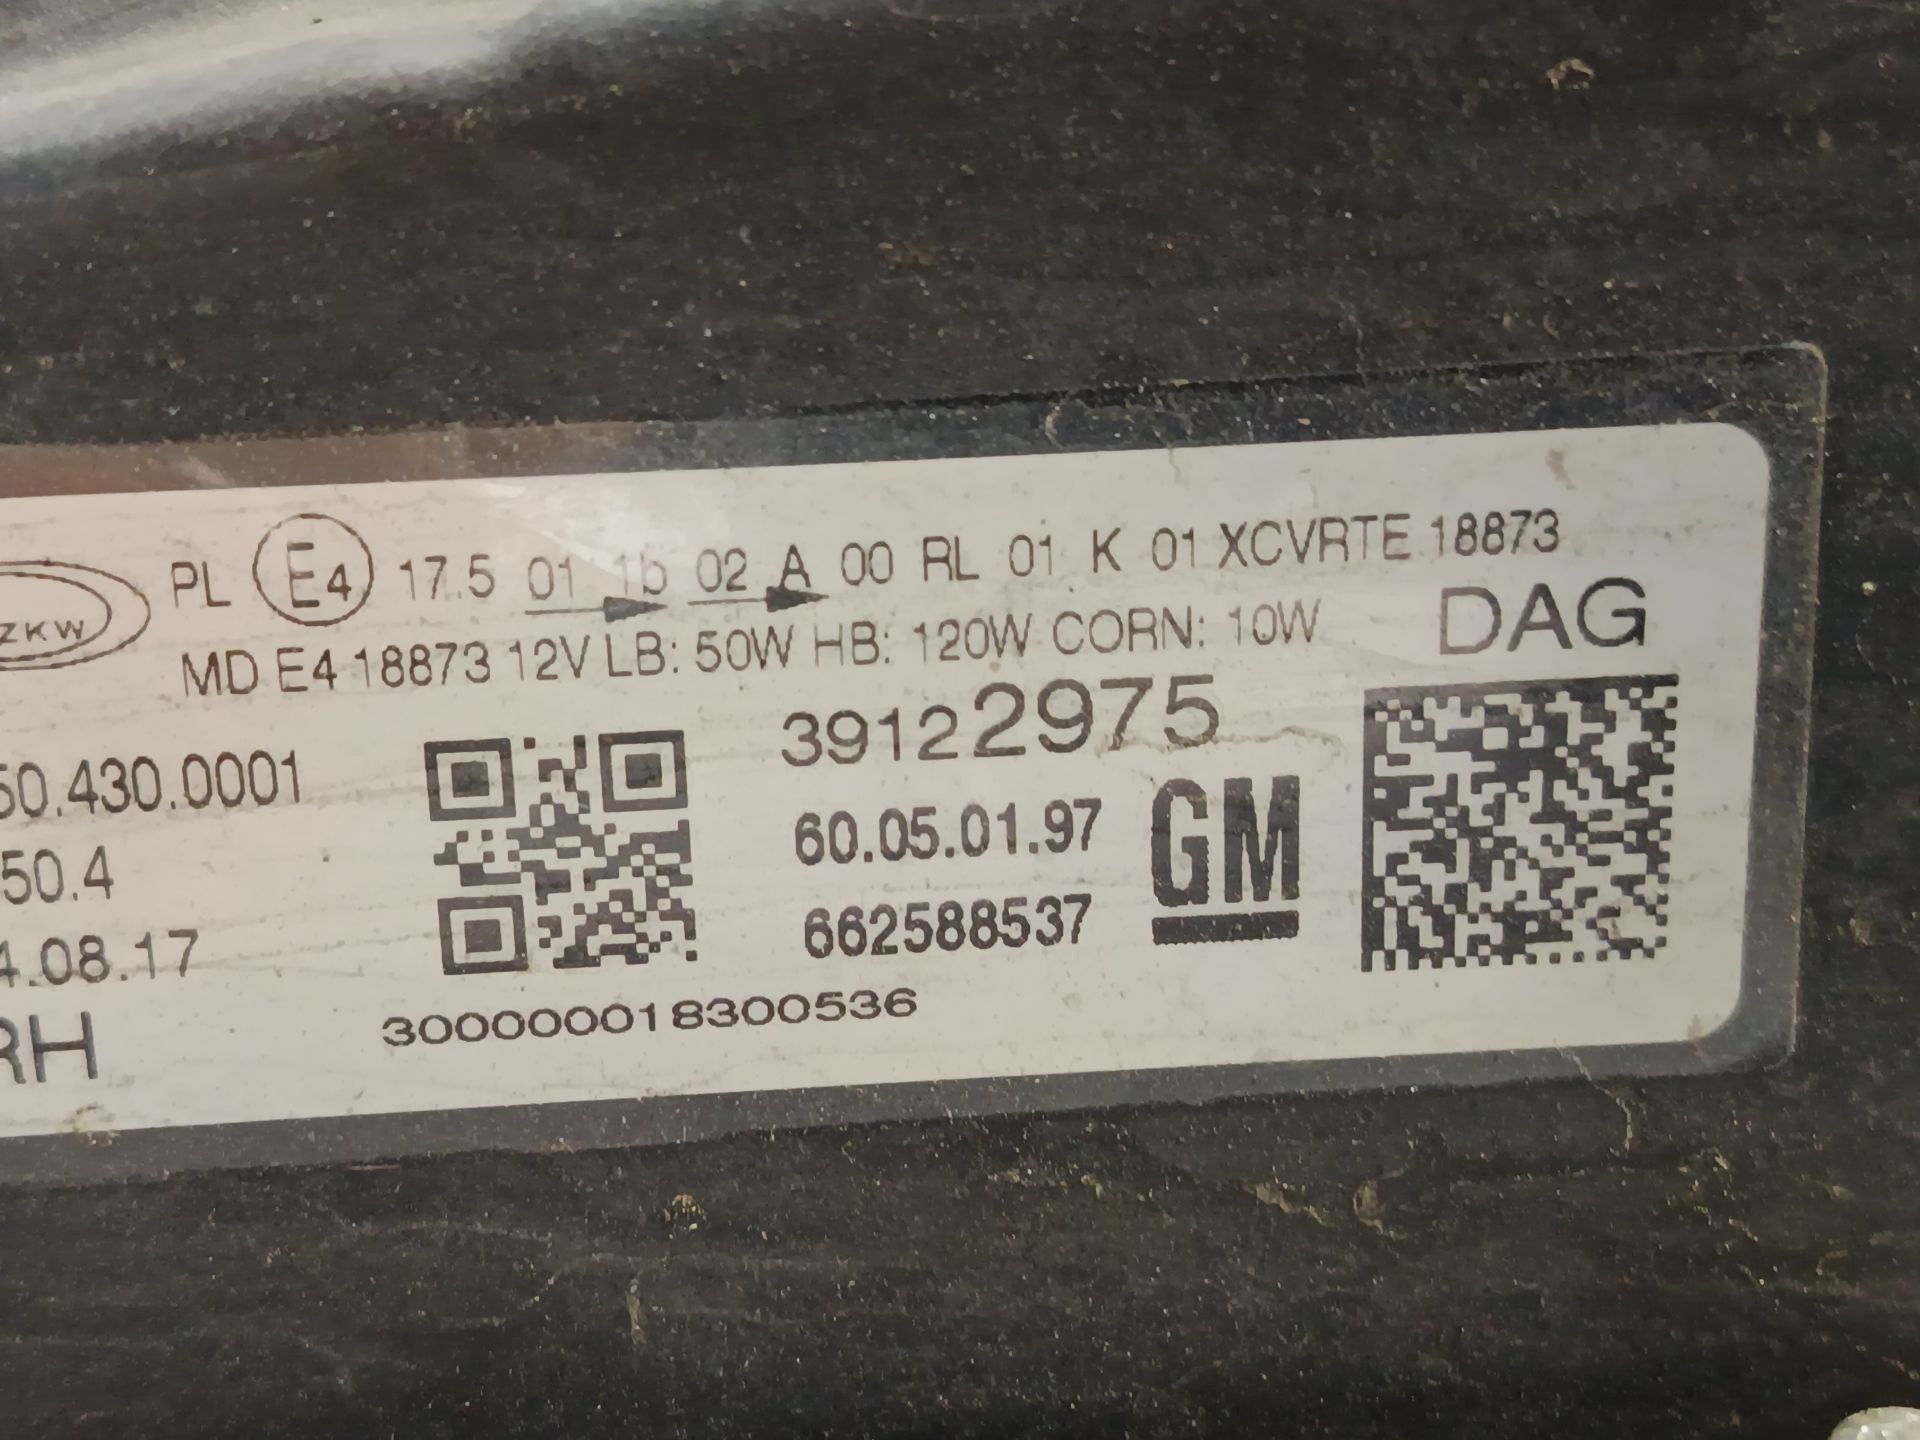 ZKW
PL E4 17.5 01 1b 02 A 00 RL 01 K 01 XCVRTE 18873
MD E4 18873 12V LB: 50W HB: 120W CORN: 10W DAG
50.430.0001 39122975
50.4 60.05.01.97 GM
4.08.17 662588537
RH 300000018300536